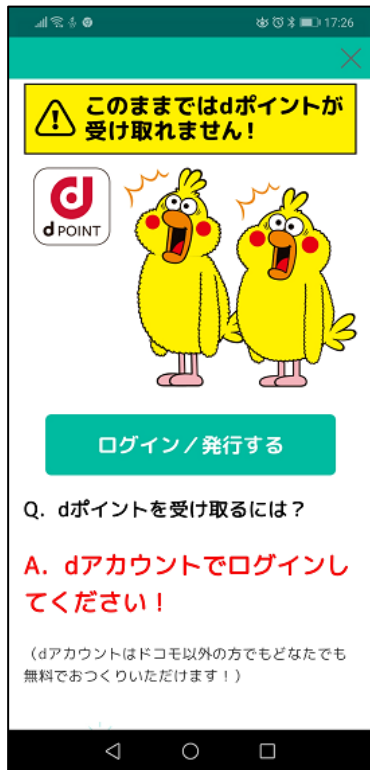 17:26
このままではdポイントが
受け取れません！
d POINT
ログイン／発行する
Q. dポイントを受け取るには？
A. dアカウントでログインし
てください！
（dアカウントはドコモ以外の方でもどなたでも
無料でおつくりいただけます！）